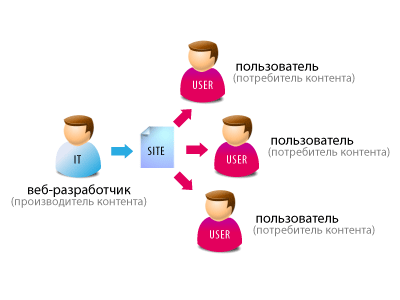 пользователь
(потребитель контента)
USER
IT
SITE
USER
пользователь
(потребитель контента)
веб-разработчик
(производитель контента)
USER
пользователь
(потребитель контента)